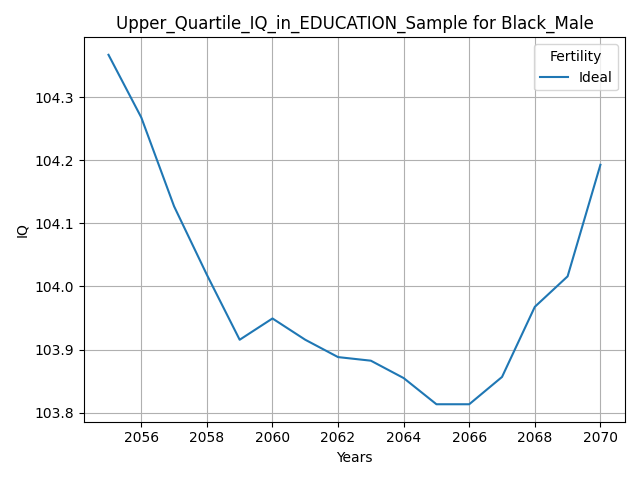 Upper_Quartile_IQ_in_EDUCATION_Sample for Black_Male
Fertility
Ideal
104.3
104.2
104.1
104.0
103.9
103.8
IQ
2056 2058 2060 2062 2064 2066 2068 2070
Years